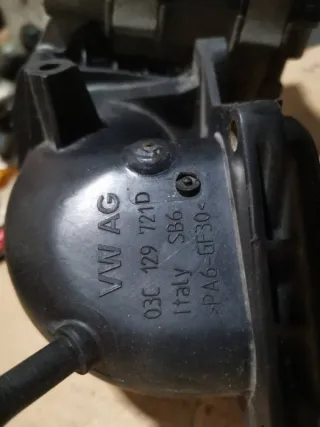 VW AG
03C 129 721D
Italy SB6
>PA6-GF30<